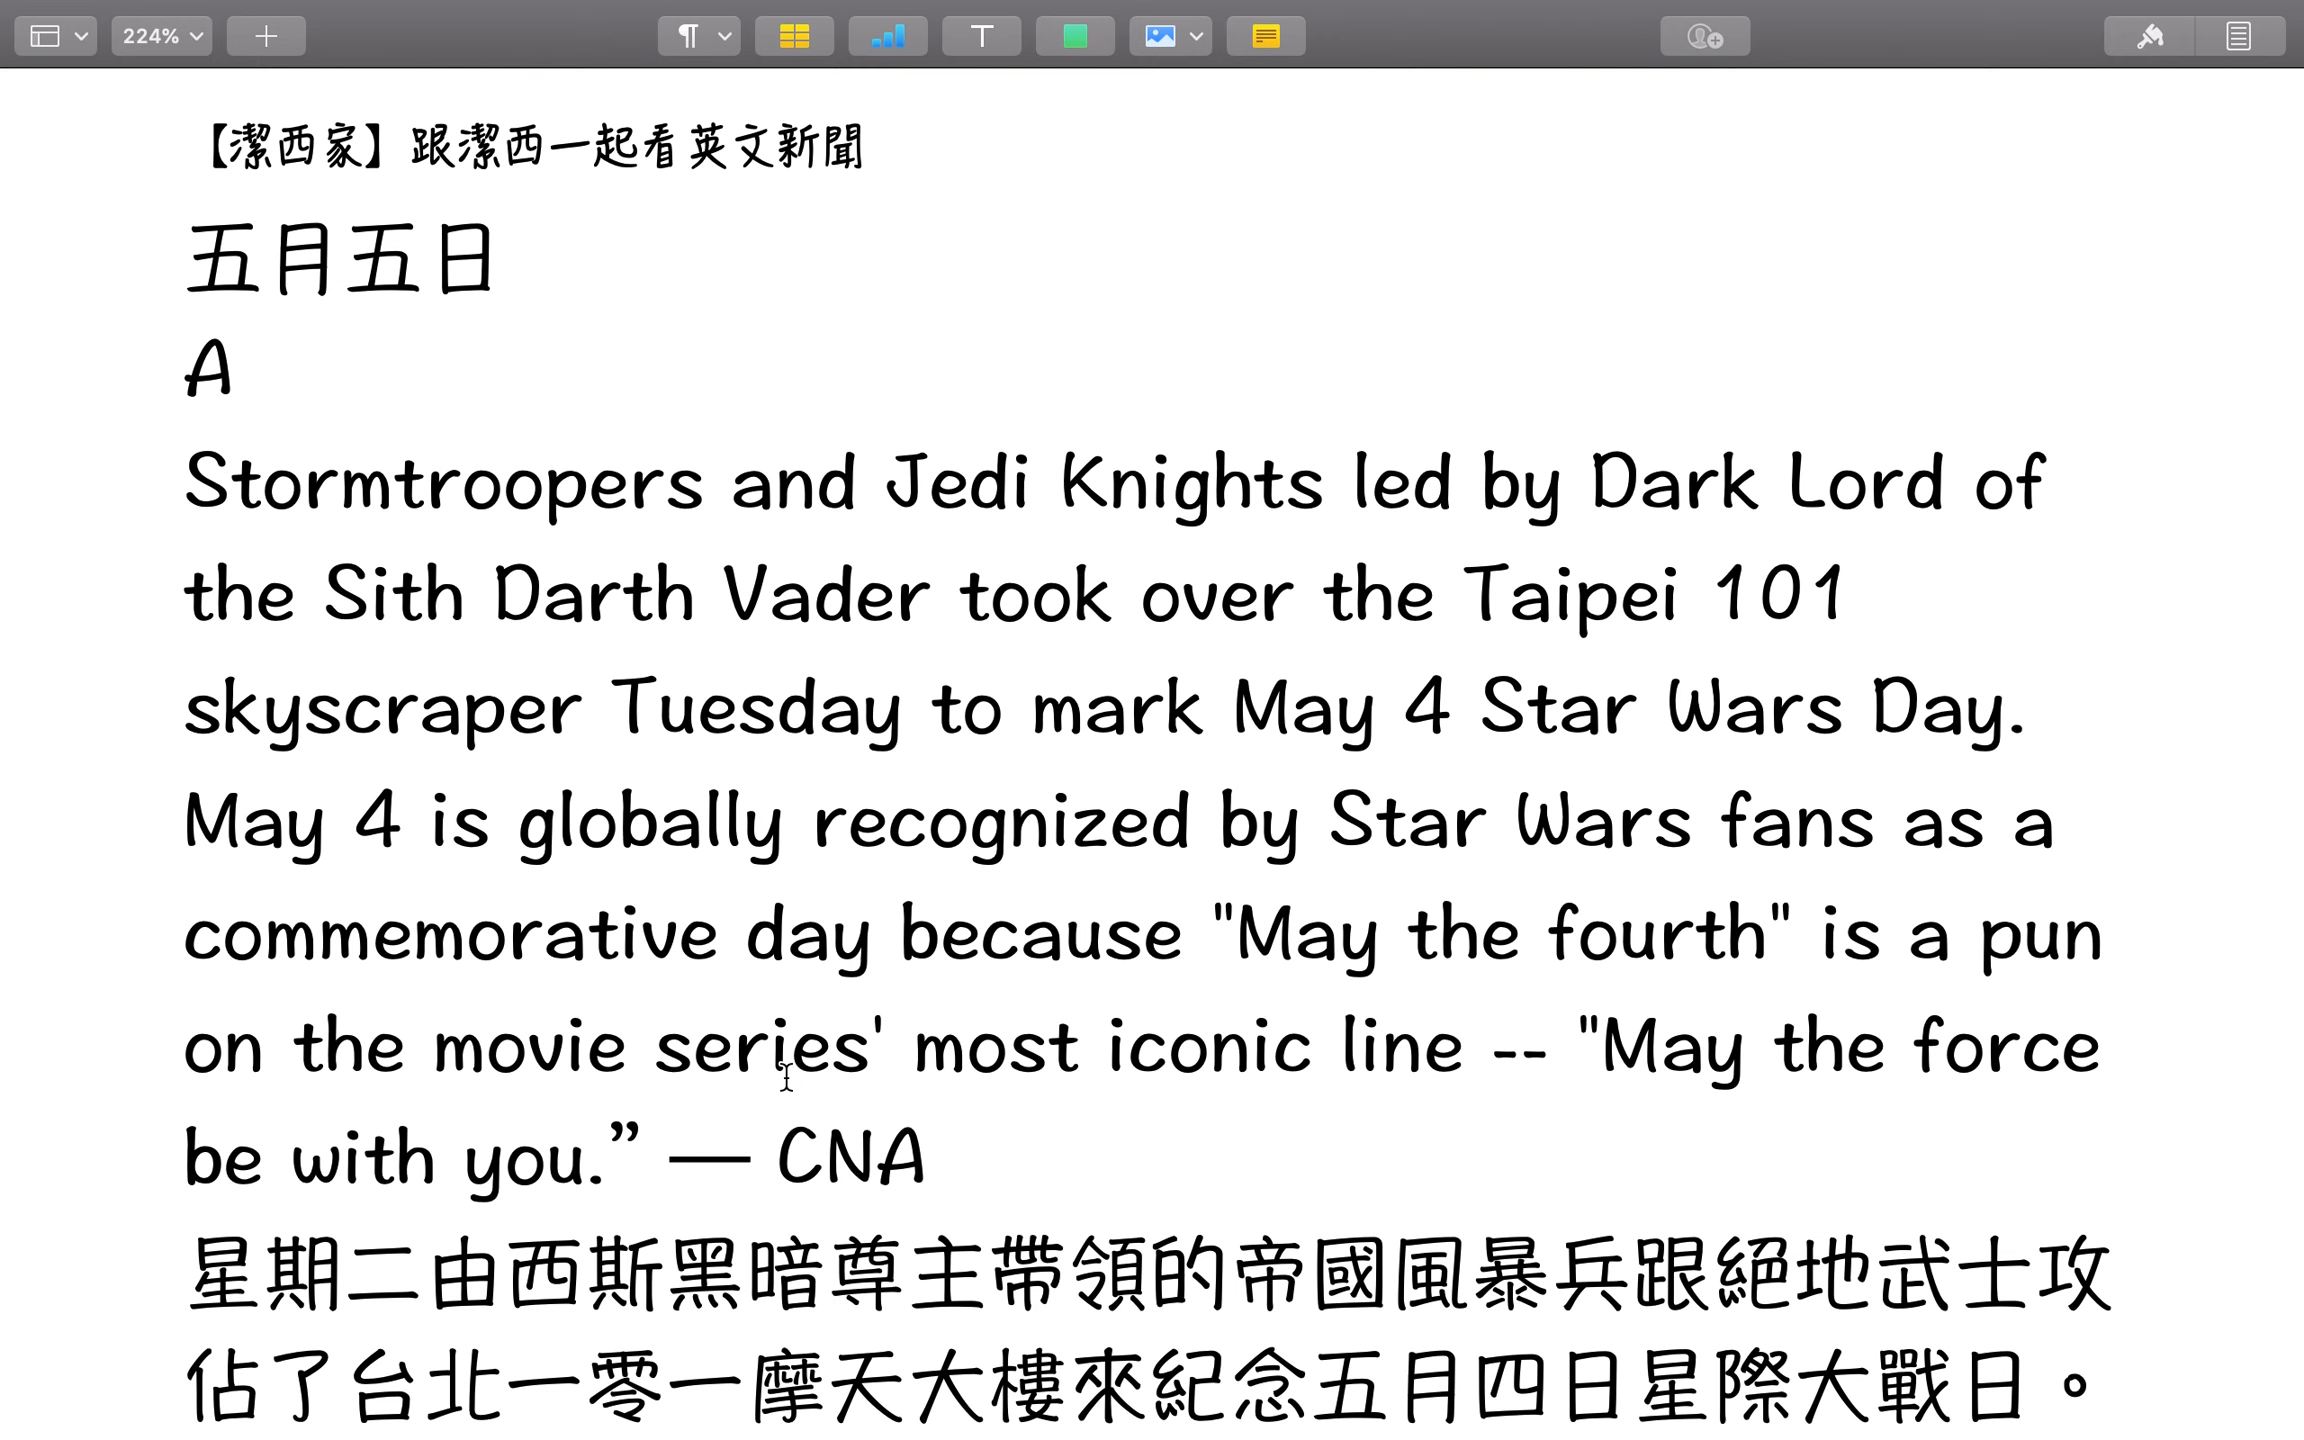 224%
【潔西家】跟潔西一起看英文新聞
五月五日
A
Stormtroopers and Jedi Knights led by Dark Lord of
the Sith Darth Vader took over the Taipei 101
skyscraper Tuesday to mark May 4 Star Wars Day.
May 4 is globally recognized by Star Wars fans as a
commemorative day because "May the fourth" is a pun
on the movie series' most iconic line -- "May the force
be with you.” — CNA
星期二由西斯黑暗尊主帶領的帝國風暴兵跟絕地武士攻
佔了台北一零一摩天大樓來紀念五月四日星際大戰日。